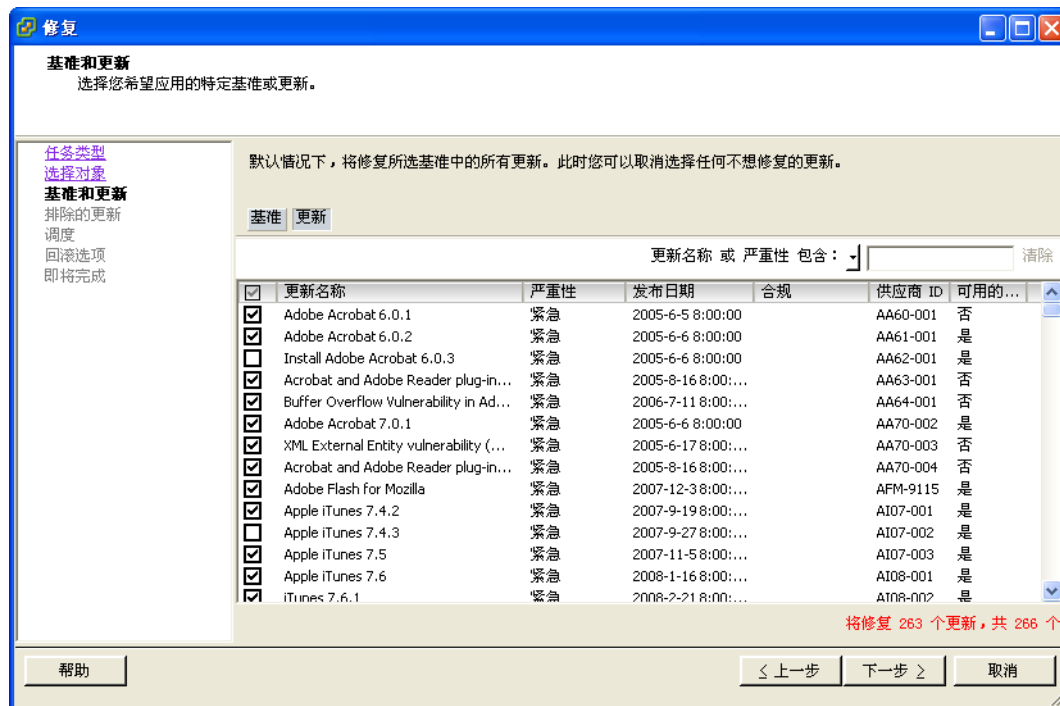 修复
基准和更新
选择您希望应用的特定基准或更新。
任务类型
选择对象
基准和更新
排除的更新
调度
回滚选项
即将完成
默认情况下，将修复所选基准中的所有更新。此时您可以取消选择任何不想修复的更新。
基准 更新
更新名称 或 严重性 包含： 清除
更新名称 严重性 发布日期 合规 供应商 ID 可用的...
Adobe Acrobat 6.0.1 紧急 2005-6-5 8:00:00 AA60-001 否
Adobe Acrobat 6.0.2 紧急 2005-6-6 8:00:00 AA61-001 是
Install Adobe Acrobat 6.0.3 紧急 2005-6-6 8:00:00 AA62-001 是
Acrobat and Adobe Reader plug-in... 紧急 2005-8-16 8:00:... AA63-001 否
Buffer Overflow Vulnerability in Ad... 紧急 2006-7-11 8:00:... AA64-001 否
Adobe Acrobat 7.0.1 紧急 2005-6-6 8:00:00 AA70-002 是
XML External Entity vulnerability (... 紧急 2005-6-17 8:00:... AA70-003 否
Acrobat and Adobe Reader plug-in... 紧急 2005-8-16 8:00:... AA70-004 否
Adobe Flash for Mozilla 紧急 2007-12-3 8:00:... AFM-9115 是
Apple iTunes 7.4.2 紧急 2007-9-19 8:00:... AI07-001 是
Apple iTunes 7.4.3 紧急 2007-9-27 8:00:... AI07-002 是
Apple iTunes 7.5 紧急 2007-11-5 8:00:... AI07-003 是
Apple iTunes 7.6 紧急 2008-1-16 8:00:... AI08-001 是
iTunes 7.6.1 紧急 2008-2-21 8:00:... AI08-002 是
将修复 263 个更新，共 266 个
帮助 ≤ 上一步 下一步 ≥ 取消